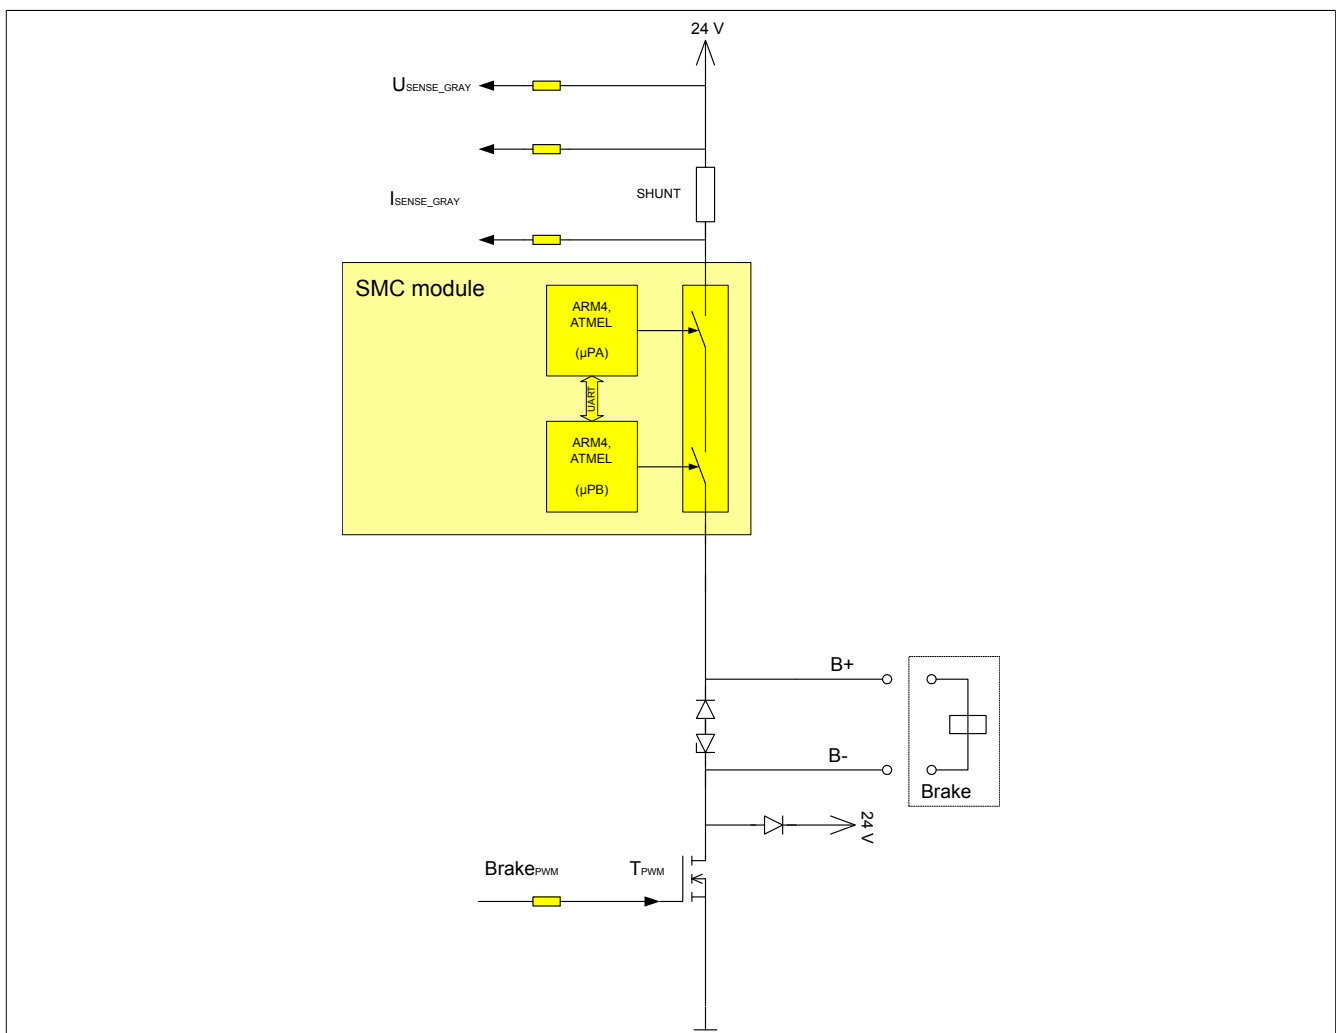 24 V
USENSE_GRAY
SHUNT
ISENSE_GRAY
SMC module
ARM4,
ATMEL
(µPA)
UART
ARM4,
ATMEL
(µPB)
B+
B-
Brake
24 V
BrakePWM
TPWM